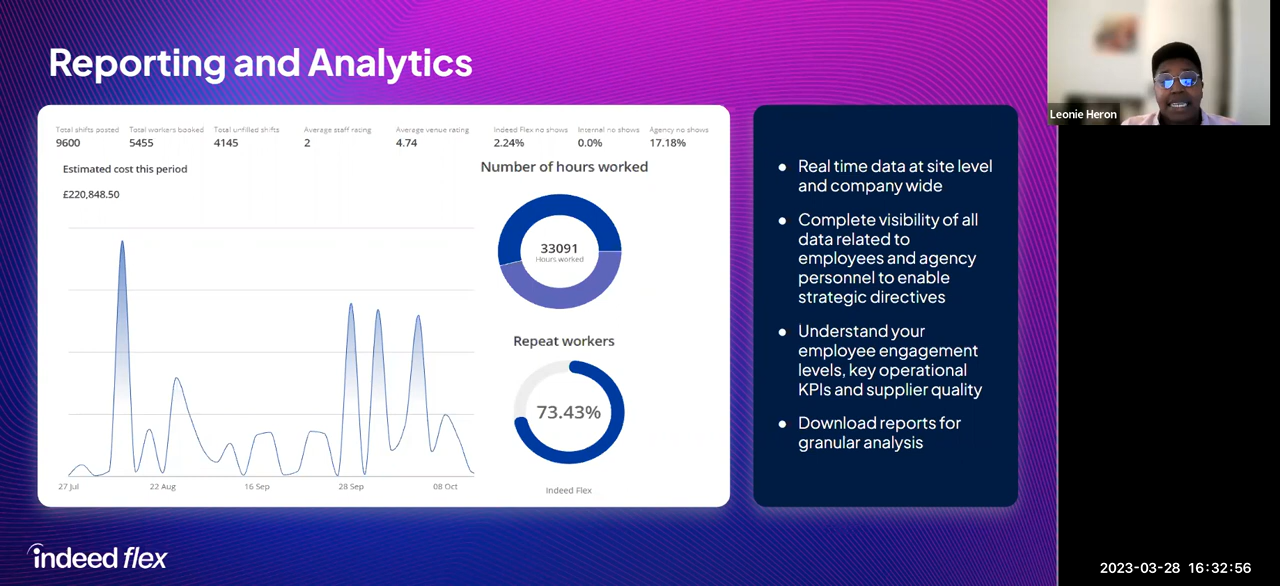 Reporting and Analytics
Total shifts posted
9600
Total workers booked
5455
Total unfilled shifts
4145
Average staff rating
2
Average venue rating
4.74
Indeed Flex no shows
2.24%
Internal no shows
0.0%
Agency no shows
17.18%
Estimated cost this period
£220,848.50
27 Jul
22 Aug
16 Sep
28 Sep
08 Oct
Number of hours worked
33091
Hours worked
Repeat workers
73.43%
Indeed Flex
● Real time data at site level
and company wide
● Complete visibility of all
data related to
employees and agency
personnel to enable
strategic directives
● Understand your
employee engagement
levels, key operational
KPIs and supplier quality
● Download reports for
granular analysis
indeed flex
Leonie Heron
2023-03-28 16:32:56